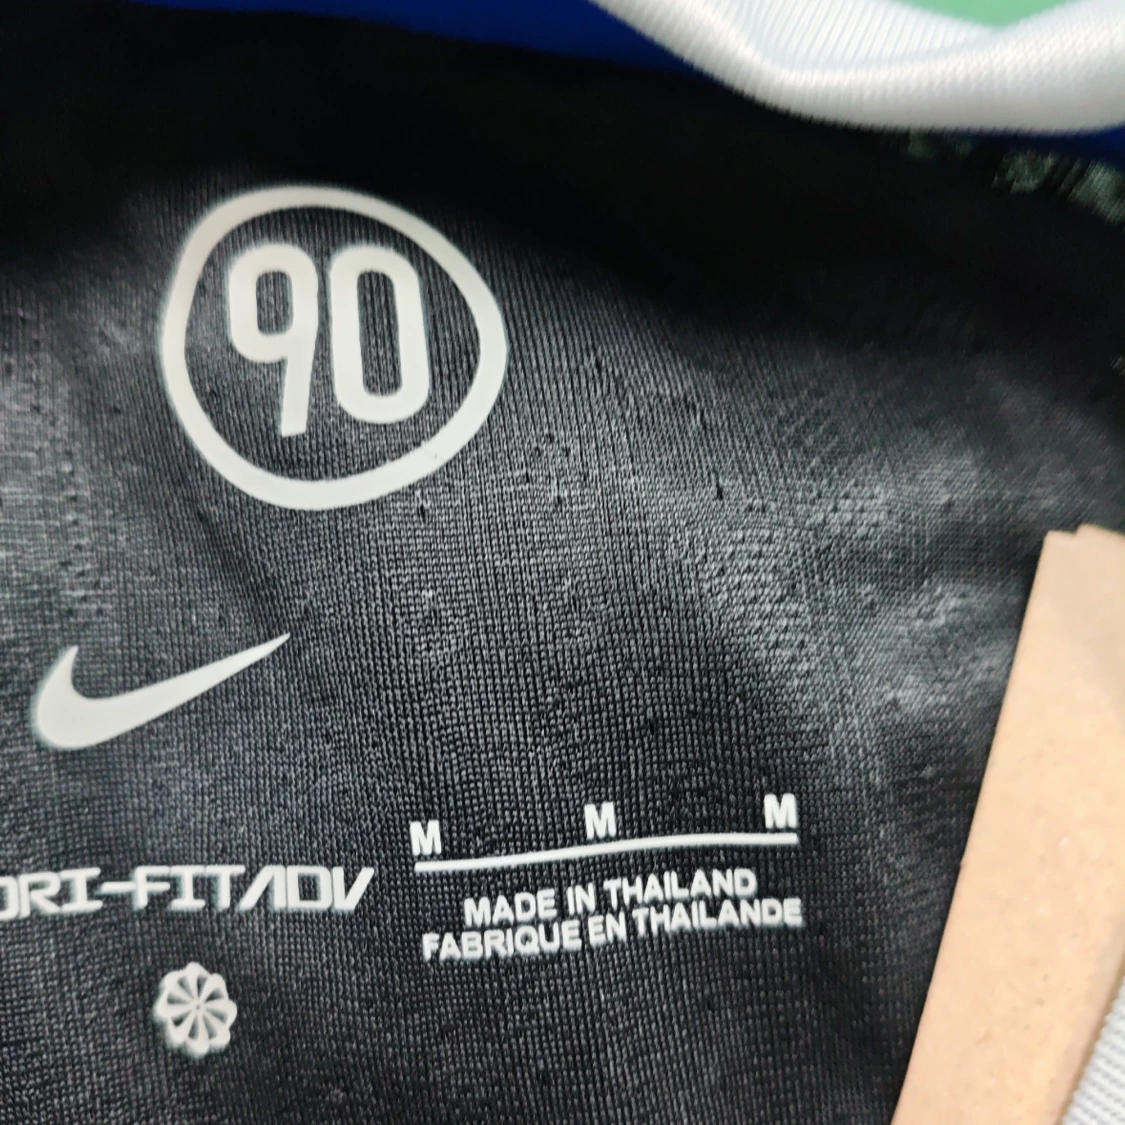 90
M M M
DRI-FIT ADV
MADE IN THAILAND
FABRIQUE EN THAILANDE